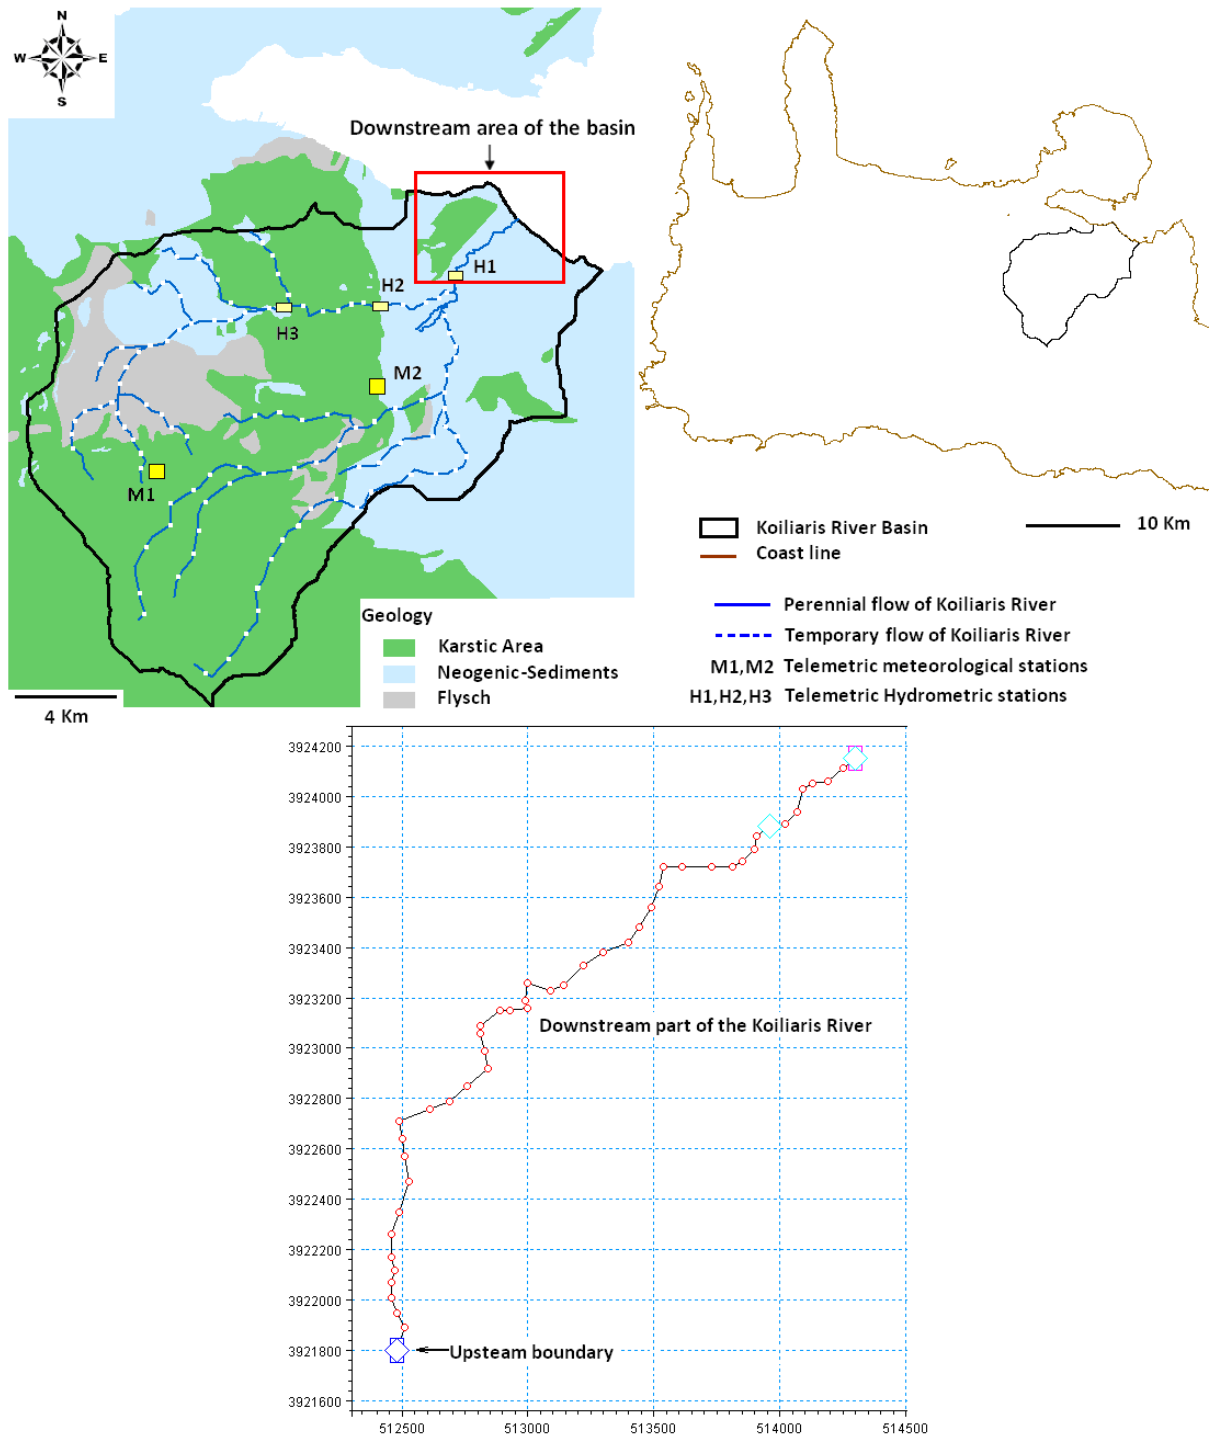 N
W E
S
Downstream area of the basin
H1
H2
H3
M2
M1
10 Km
Koiliaris River Basin
Coast line
Perennial flow of Koiliaris River
Temporary flow of Koiliaris River
M1,M2 Telemetric meteorological stations
H1,H2,H3 Telemetric Hydrometric stations
Geology
Karstic Area
Neogenic-Sediments
Flysch
4 Km
3924200
3924000
3923800
3923600
3923400
3923200
Downstream part of the Koiliaris River
3923000
3922800
3922600
3922400
3922200
3922000
3921800
Upsteam boundary
3921600
512500 513000 513500 514000 514500